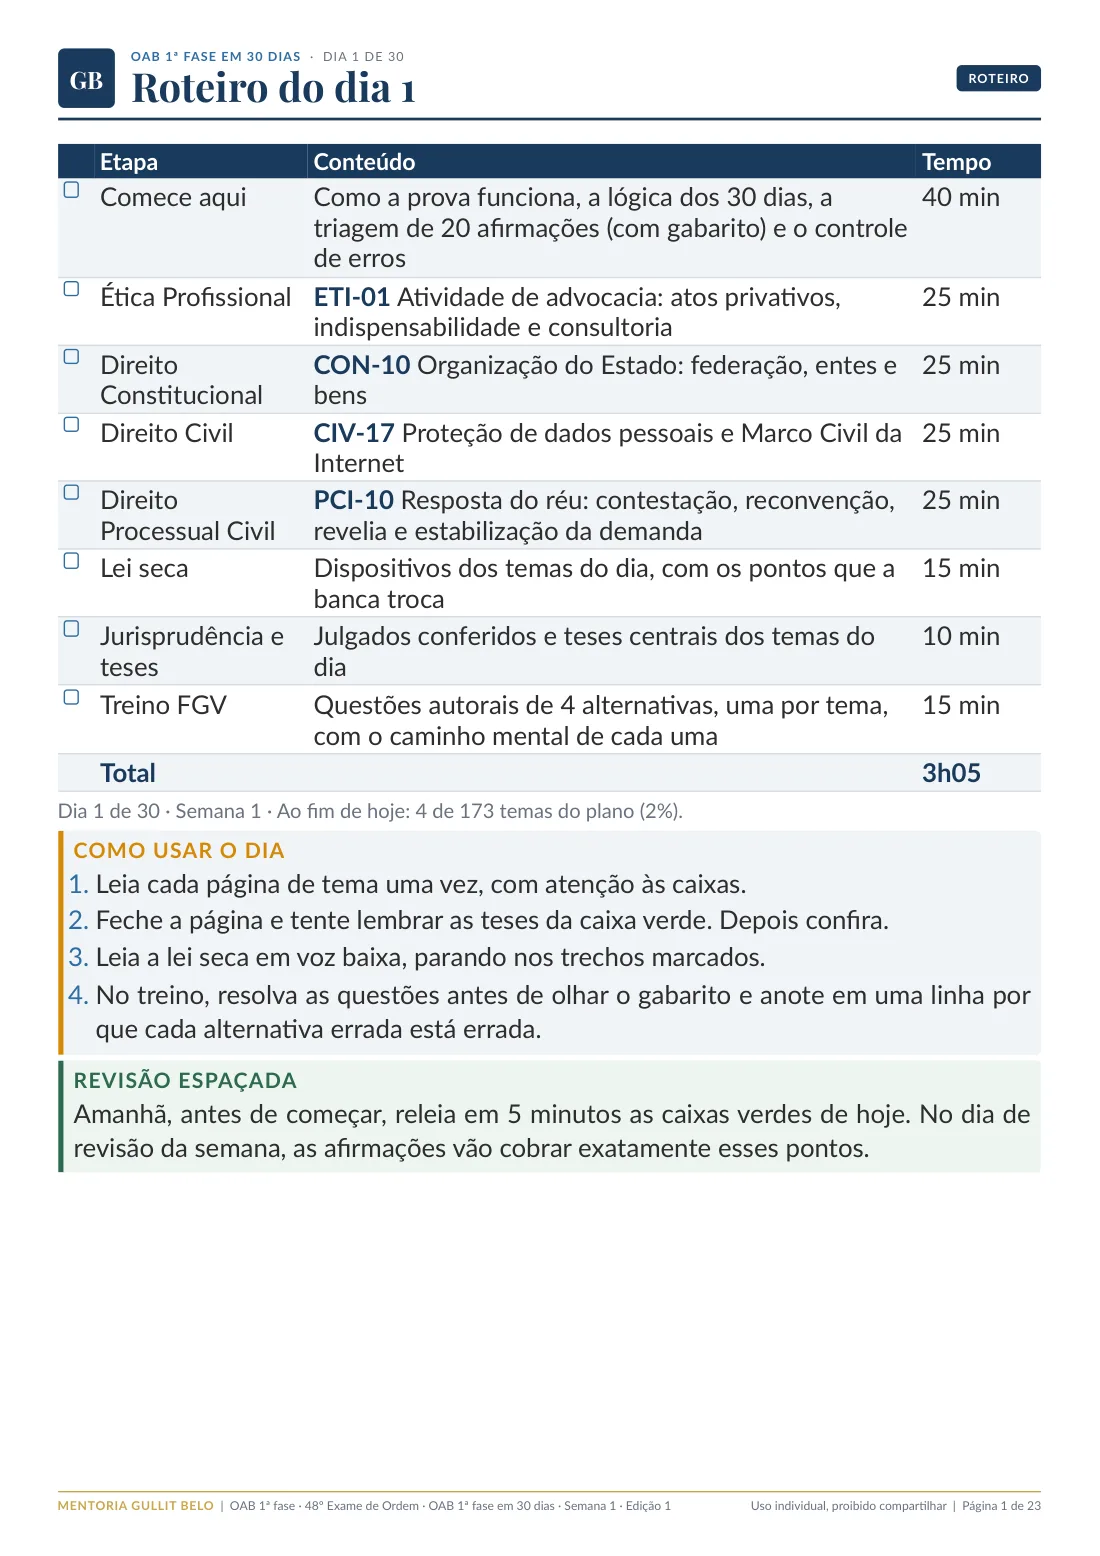 GB
OAB 1ª FASE EM 30 DIAS · DIA 1 DE 30
Roteiro do dia 1
ROTEIRO
Etapa Conteúdo Tempo
Comece aqui Como a prova funciona, a lógica dos 30 dias, a 40 min
triagem de 20 afirmações (com gabarito) e o controle
de erros
Ética Profissional ETI-01 Atividade de advocacia: atos privativos, 25 min
indispensabilidade e consultoria
Direito CON-10 Organização do Estado: federação, entes e 25 min
Constitucional bens
Direito Civil CIV-17 Proteção de dados pessoais e Marco Civil da 25 min
Internet
Direito PCI-10 Resposta do réu: contestação, reconvenção, 25 min
Processual Civil revelia e estabilização da demanda
Lei seca Dispositivos dos temas do dia, com os pontos que a 15 min
banca troca
Jurisprudência e Julgados conferidos e teses centrais dos temas do 10 min
teses dia
Treino FGV Questões autorais de 4 alternativas, uma por tema, 15 min
com o caminho mental de cada uma
Total 3h05
Dia 1 de 30 · Semana 1 · Ao fim de hoje: 4 de 173 temas do plano (2%).
COMO USAR O DIA
1. Leia cada página de tema uma vez, com atenção às caixas.
2. Feche a página e tente lembrar as teses da caixa verde. Depois confira.
3. Leia a lei seca em voz baixa, parando nos trechos marcados.
4. No treino, resolva as questões antes de olhar o gabarito e anote em uma linha por
que cada alternativa errada está errada.
REVISÃO ESPAÇADA
Amanhã, antes de começar, releia em 5 minutos as caixas verdes de hoje. No dia de
revisão da semana, as afirmações vão cobrar exatamente esses pontos.
MENTORIA GULLIT BELO | OAB 1ª fase · 48º Exame de Ordem · OAB 1ª fase em 30 dias · Semana 1 · Edição 1 Uso individual, proibido compartilhar | Página 1 de 23